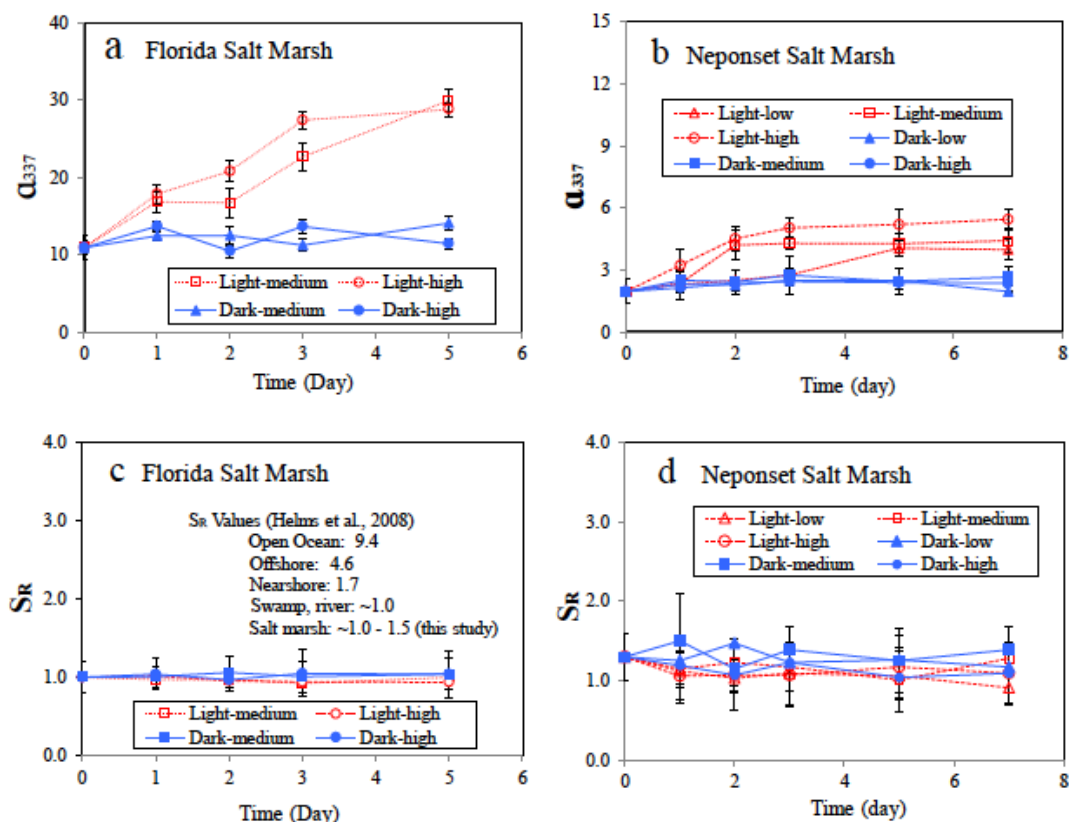 a Florida Salt Marsh
40
30
20
10
0
α337
Light-medium Light-high
Dark-medium Dark-high
0 1 2 3 4 5 6
Time (Day)
b Neponset Salt Marsh
15
12
9
6
3
0
α337
Light-low Light-medium
Light-high Dark-low
Dark-medium Dark-high
0 2 4 6 8
Time (day)
c Florida Salt Marsh
4.0
3.0
2.0
1.0
0.0
SR
SR Values (Helms et al., 2008)
Open Ocean: 9.4
Offshore: 4.6
Nearshore: 1.7
Swamp, river: ~1.0
Salt marsh: ~1.0 - 1.5 (this study)
Light-medium Light-high
Dark-medium Dark-high
0 1 2 3 4 5 6
Time (Day)
d Neponset Salt Marsh
4.0
3.0
2.0
1.0
0.0
SR
Light-low Light-medium
Light-high Dark-low
Dark-medium Dark-high
0 2 4 6 8
Time (day)